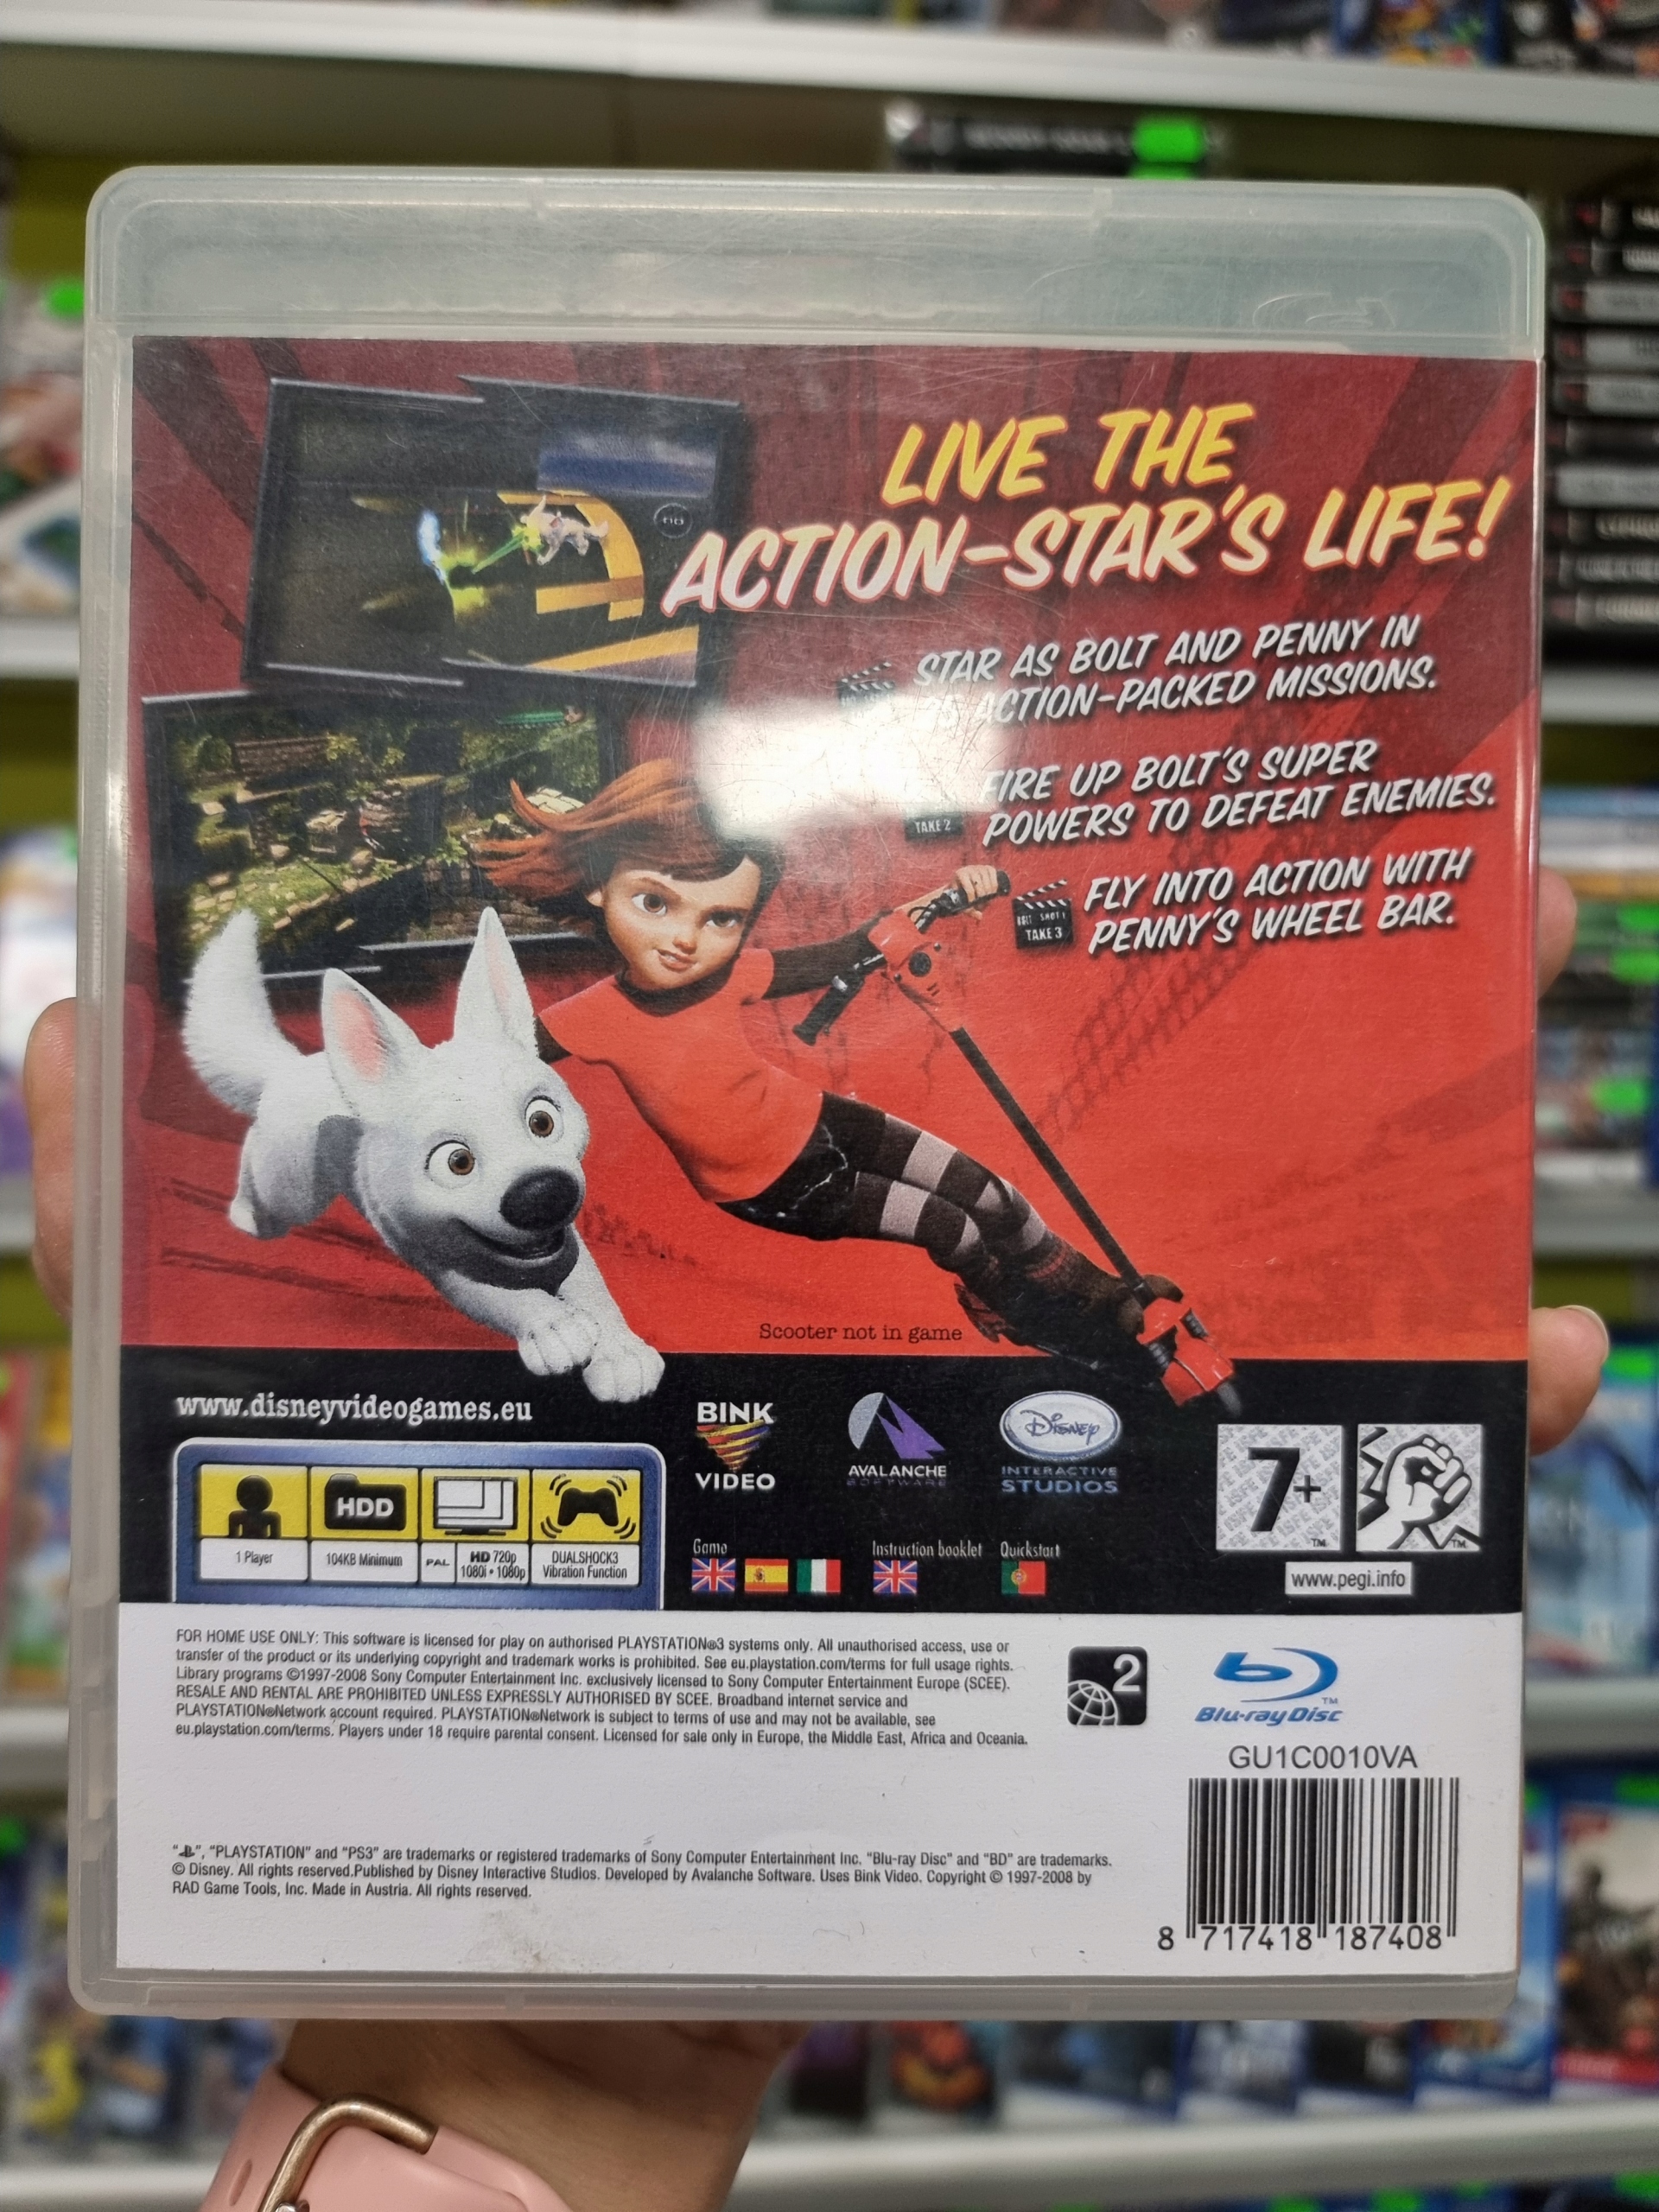 LIVE THE
ACTION-STAR'S LIFE!
STAR AS BOLT AND PENNY IN
ACTION-PACKED MISSIONS.
FIRE UP BOLT'S SUPER
POWERS TO DEFEAT ENEMIES.
TAKE 2
FLY INTO ACTION WITH
PENNY'S WHEEL BAR.
TAKE 3
Scooter not in game
www.disneyvideogames.eu
BINK
VIDEO
AVALANCHE
SOFTWARE
Disney
INTERACTIVE
STUDIOS
7+
™
™
www.pegi.info
HDD
1 Player
104KB Minimum
PAL
HD 720p
1080i • 1080p
DUALSHOCK3
Vibration Function
Game
Instruction booklet
Quickstart
FOR HOME USE ONLY: This software is licensed for play on authorised PLAYSTATION®3 systems only. All unauthorised access, use or
transfer of the product or its underlying copyright and trademark works is prohibited. See eu.playstation.com/terms for full usage rights.
Library programs ©1997-2008 Sony Computer Entertainment Inc. exclusively licensed to Sony Computer Entertainment Europe (SCEE).
RESALE AND RENTAL ARE PROHIBITED UNLESS EXPRESSLY AUTHORISED BY SCEE. Broadband internet service and
PLAYSTATION®Network account required. PLAYSTATION®Network is subject to terms of use and may not be available, see
eu.playstation.com/terms. Players under 18 require parental consent. Licensed for sale only in Europe, the Middle East, Africa and Oceania.
2
Blu-ray Disc
™
GU1C0010VA
"PS", "PLAYSTATION" and "PS3" are trademarks or registered trademarks of Sony Computer Entertainment Inc. "Blu-ray Disc" and "BD" are trademarks.
© Disney. All rights reserved.Published by Disney Interactive Studios. Developed by Avalanche Software. Uses Bink Video. Copyright © 1997-2008 by
RAD Game Tools, Inc. Made in Austria. All rights reserved.
8 717418 187408